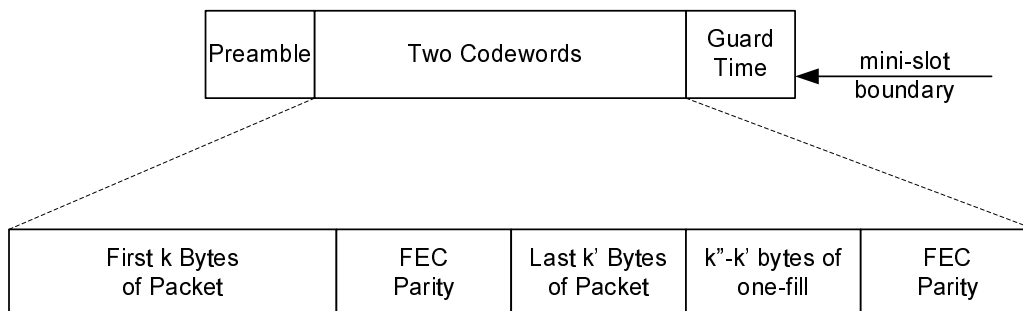 Preamble
Two Codewords
Guard
Time
mini-slot
boundary
First k Bytes
of Packet
FEC
Parity
Last k’ Bytes
of Packet
k”-k’ bytes of
one-fill
FEC
Parity